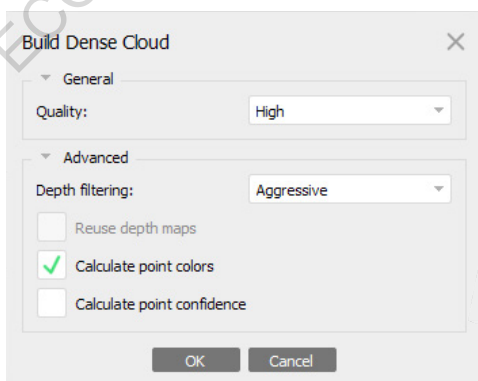 Build Dense Cloud
General
Quality: High
Advanced
Depth filtering: Aggressive
Reuse depth maps
Calculate point colors
Calculate point confidence
OK Cancel